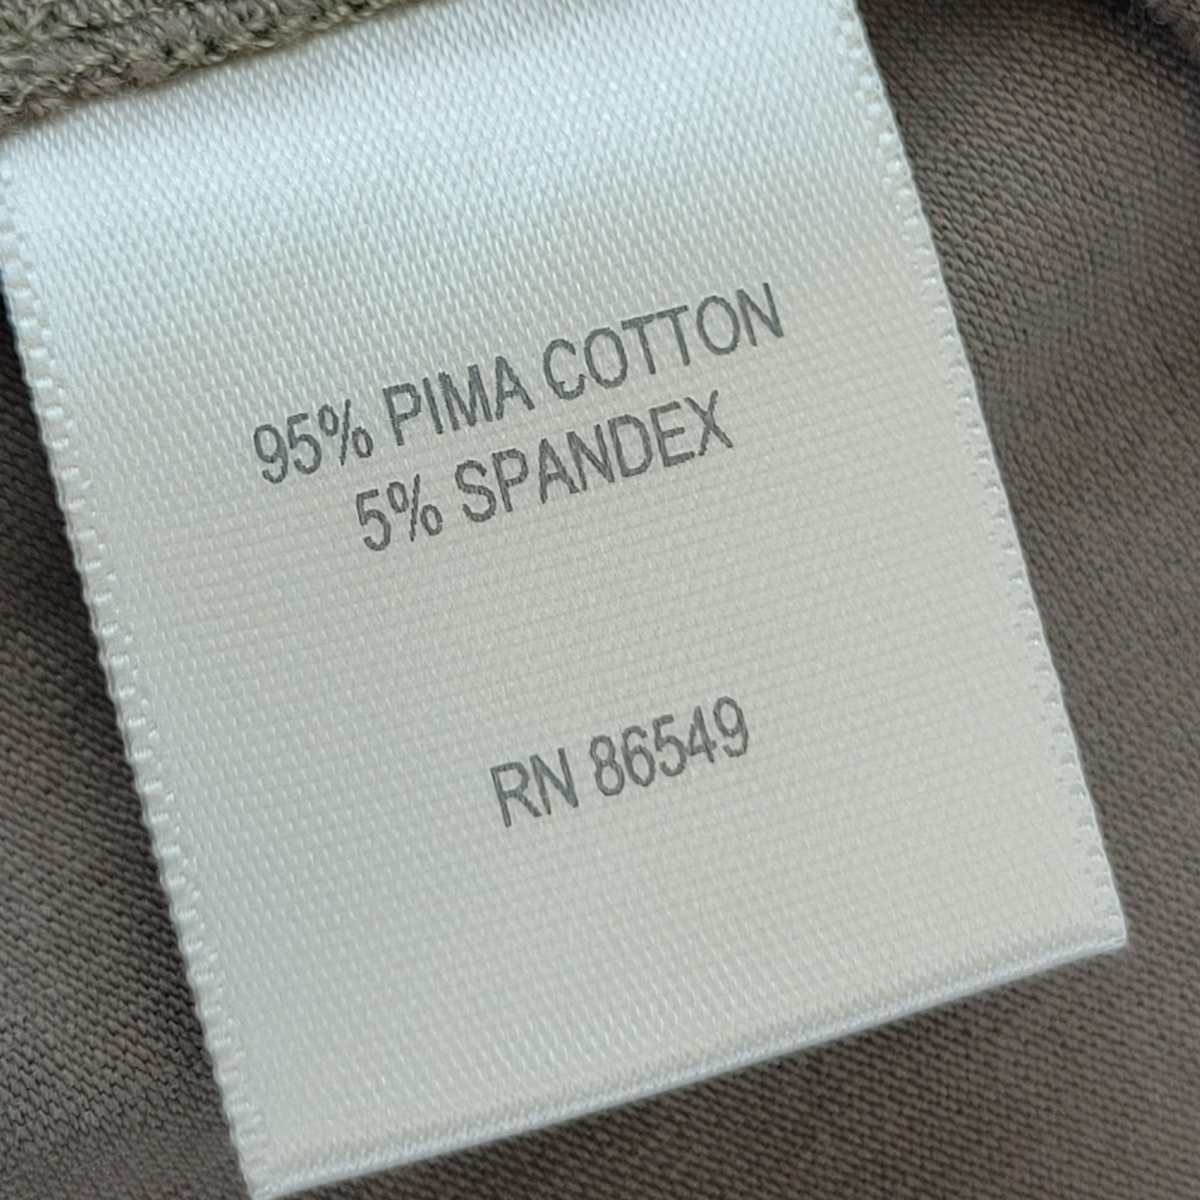 95% PIMA COTTON
5% SPANDEX
RN 86549